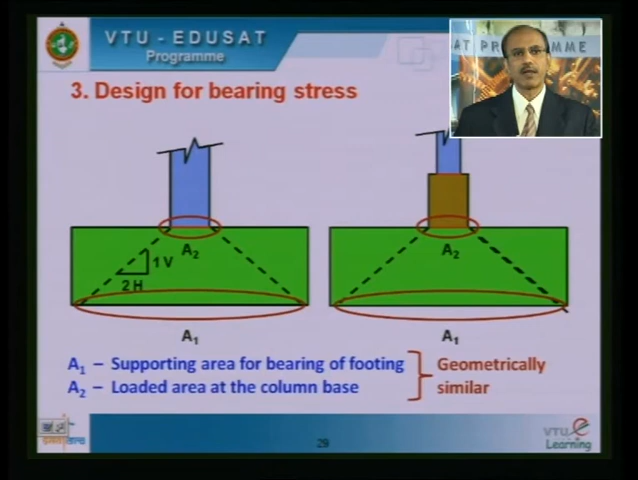 VTU - EDUSAT
Programme
AT PROGRAMME
3. Design for bearing stress
A2
1 V
2 H
A1
A2
A1
A1 – Supporting area for bearing of footing
A2 – Loaded area at the column base
Geometrically
similar
29
VTU e
Learning